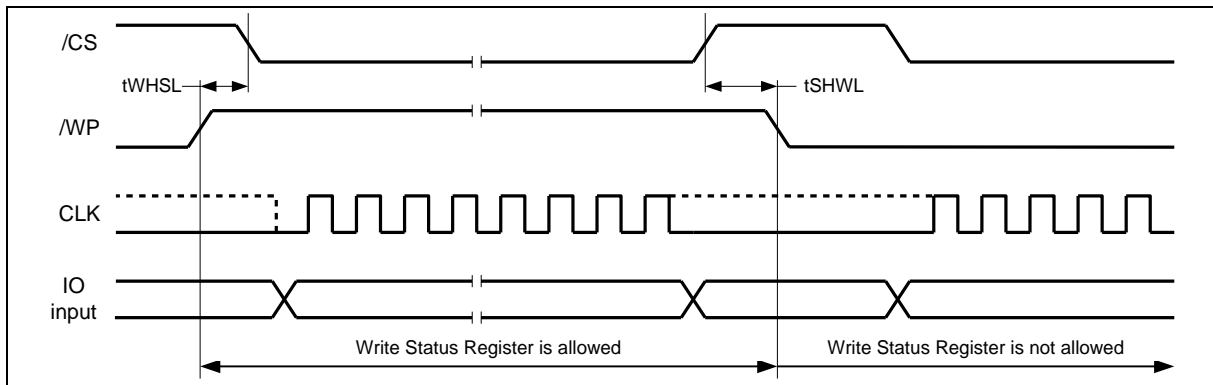 /CS
tWHSL
tSHWL
/WP
CLK
IO
input
Write Status Register is allowed
Write Status Register is not allowed